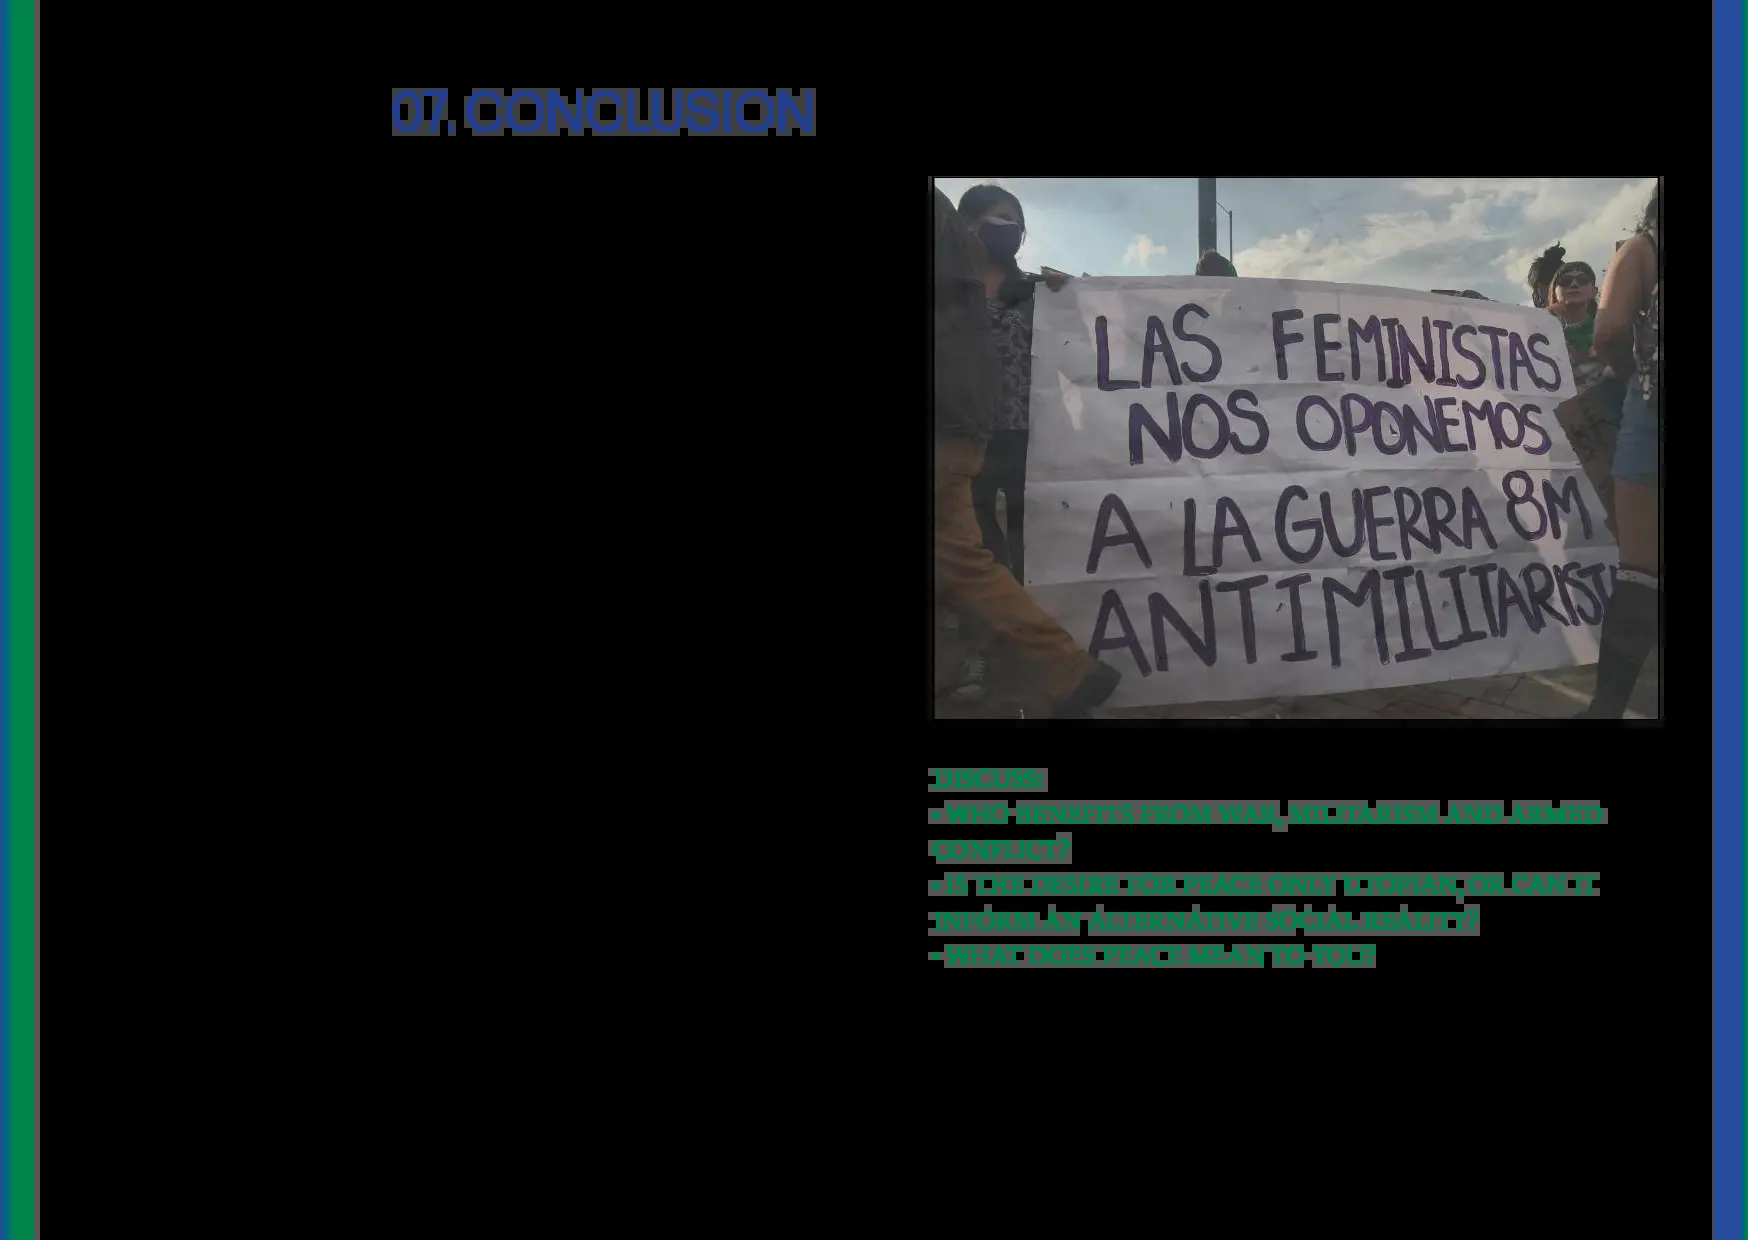 07. CONCLUSION
LAS FEMINISTAS
NOS OPONEMOS
A LA GUERRA 8M
ANTIMILITARIST
DISCUSS:
- WHO BENEFITS FROM WAR, MILITARISM AND ARMED
CONFLICT?
- IS THE DESIRE FOR PEACE ONLY UTOPIAN, OR CAN IT
INFORM AN ALTERNATIVE SOCIAL REALITY?
- WHAT DOES PEACE MEAN TO YOU?